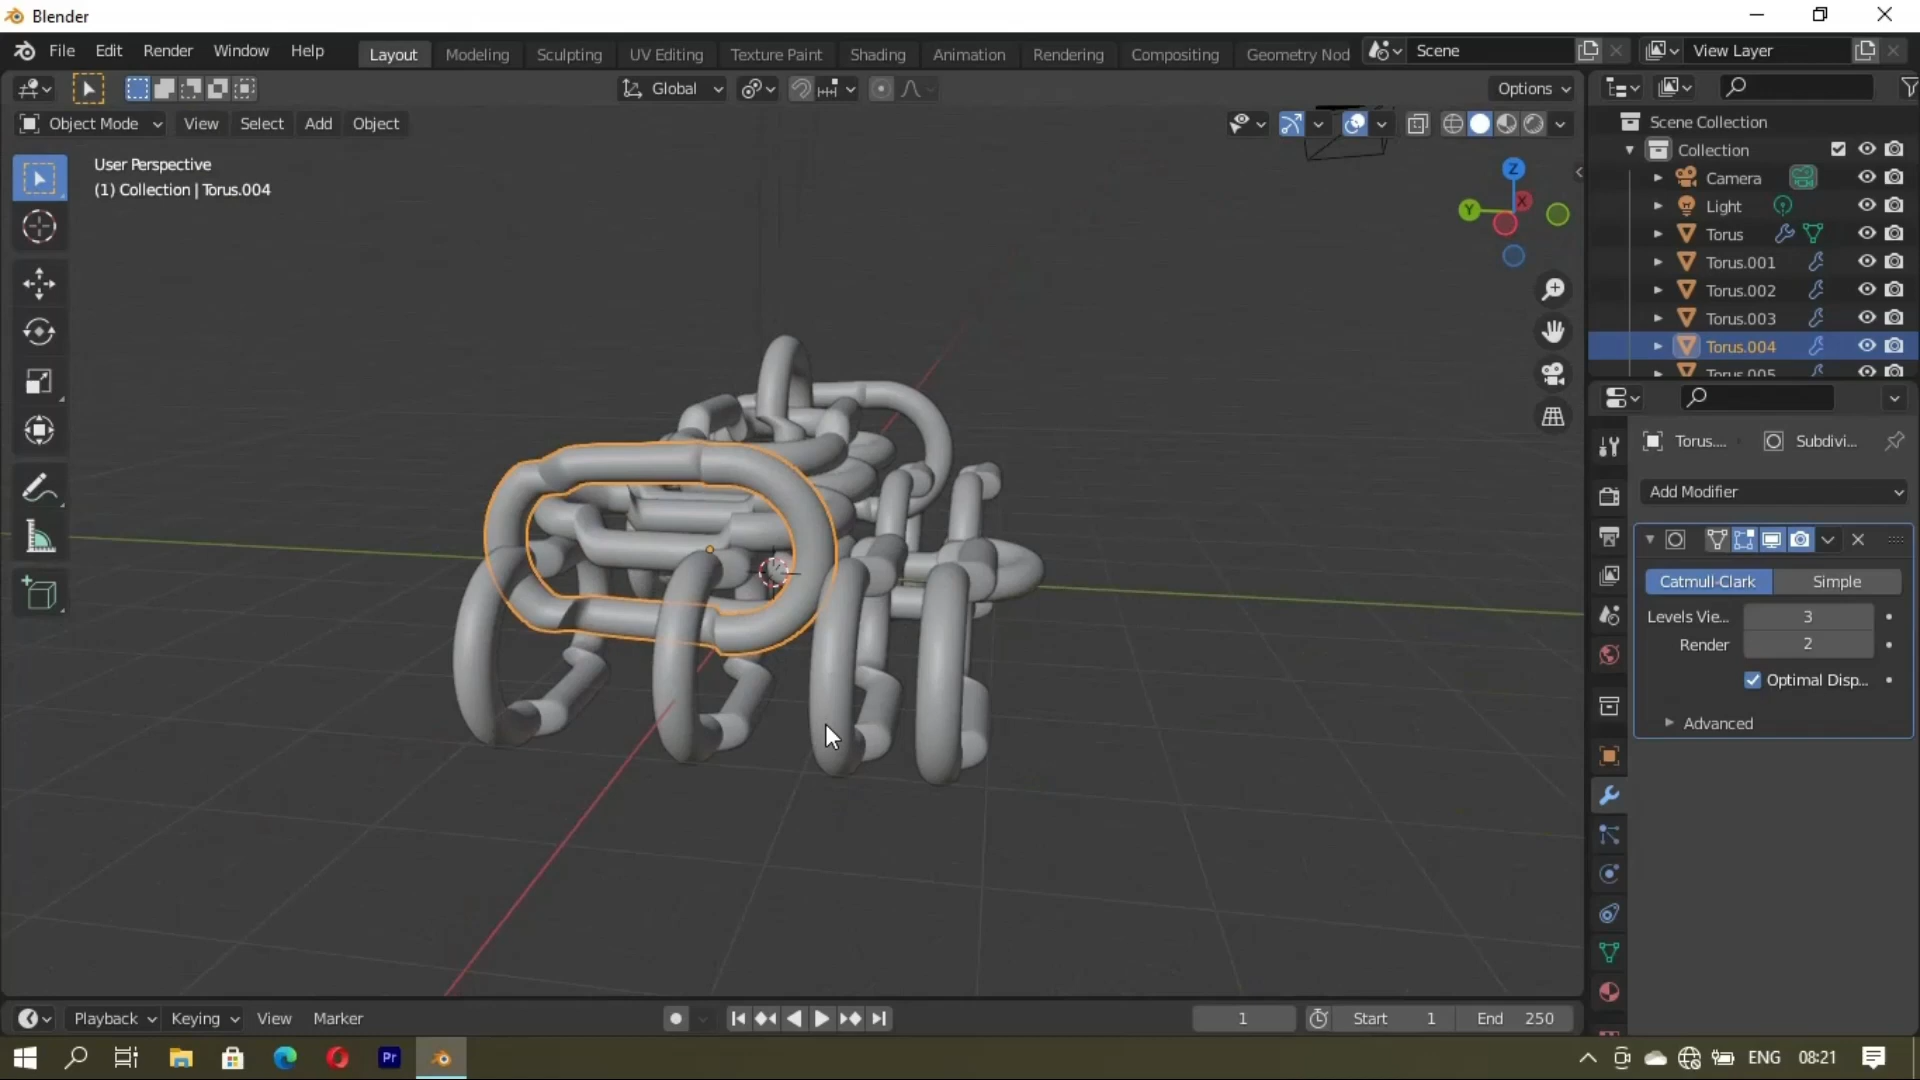 Blender
File Edit Render Window Help
Layout Modeling Sculpting UV Editing Texture Paint Shading Animation Rendering Compositing Geometry Nod
Scene
View Layer
Global
Options
Object Mode View Select Add Object
User Perspective
(1) Collection | Torus.004
Z
Y
X
Scene Collection
Collection
Camera
Light
Torus
Torus.001
Torus.002
Torus.003
Torus.004
Torus.005
Torus....
Subdivi...
Add Modifier
Catmull-Clark Simple
Levels Vie... 3
Render 2
Optimal Disp...
Advanced
Playback Keying View Marker
1
Start 1
End 250
Pr
ENG 08:21